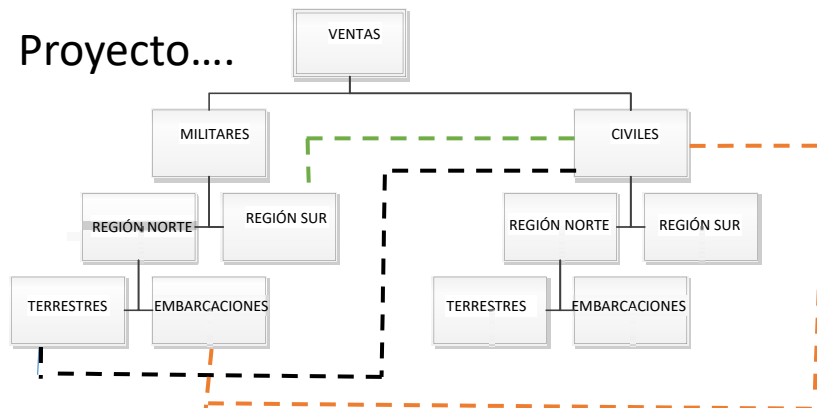 Proyecto….
VENTAS
MILITARES
CIVILES
REGIÓN NORTE
REGIÓN SUR
REGIÓN NORTE
REGIÓN SUR
TERRESTRES
EMBARCACIONES
TERRESTRES
EMBARCACIONES